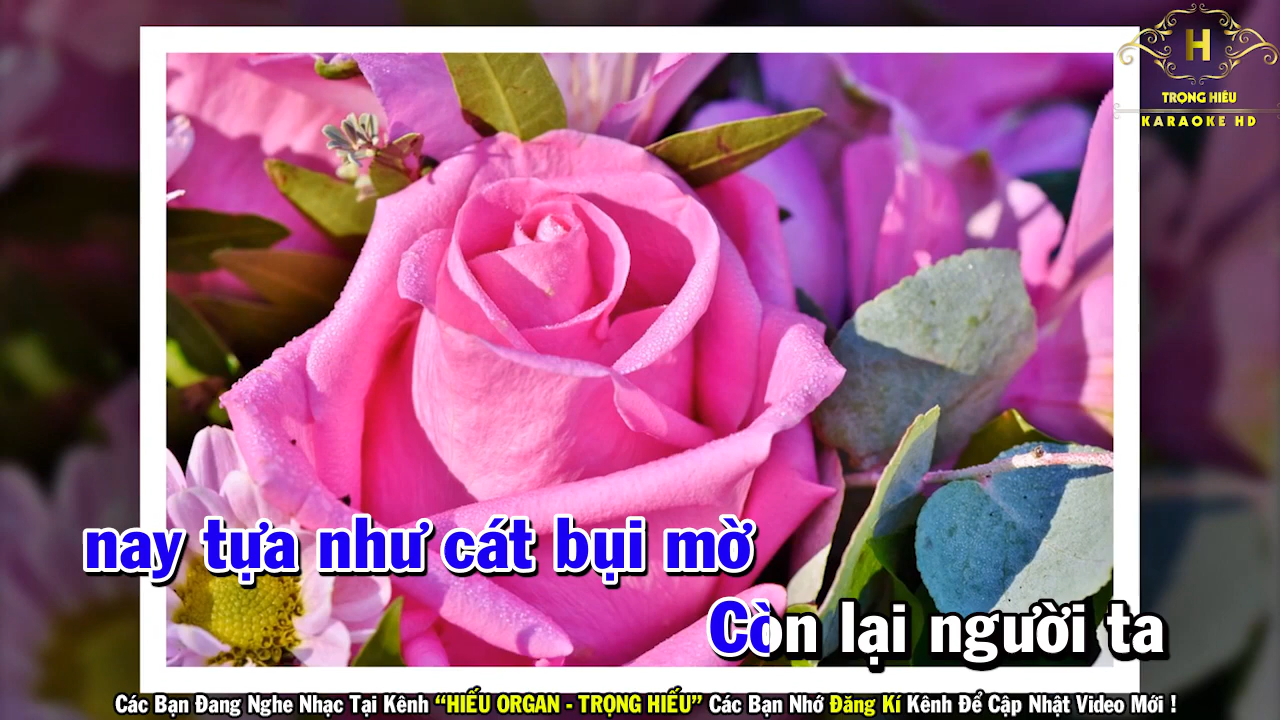 H
TRỌNG HIẾU
KARAOKE HD
nay tựa như cát bụi mờ
Còn lại người ta
Các Bạn Đang Nghe Nhạc Tại Kênh “HIẾU ORGAN - TRỌNG HIẾU” Các Bạn Nhớ Đăng Kí Kênh Để Cập Nhật Video Mới !